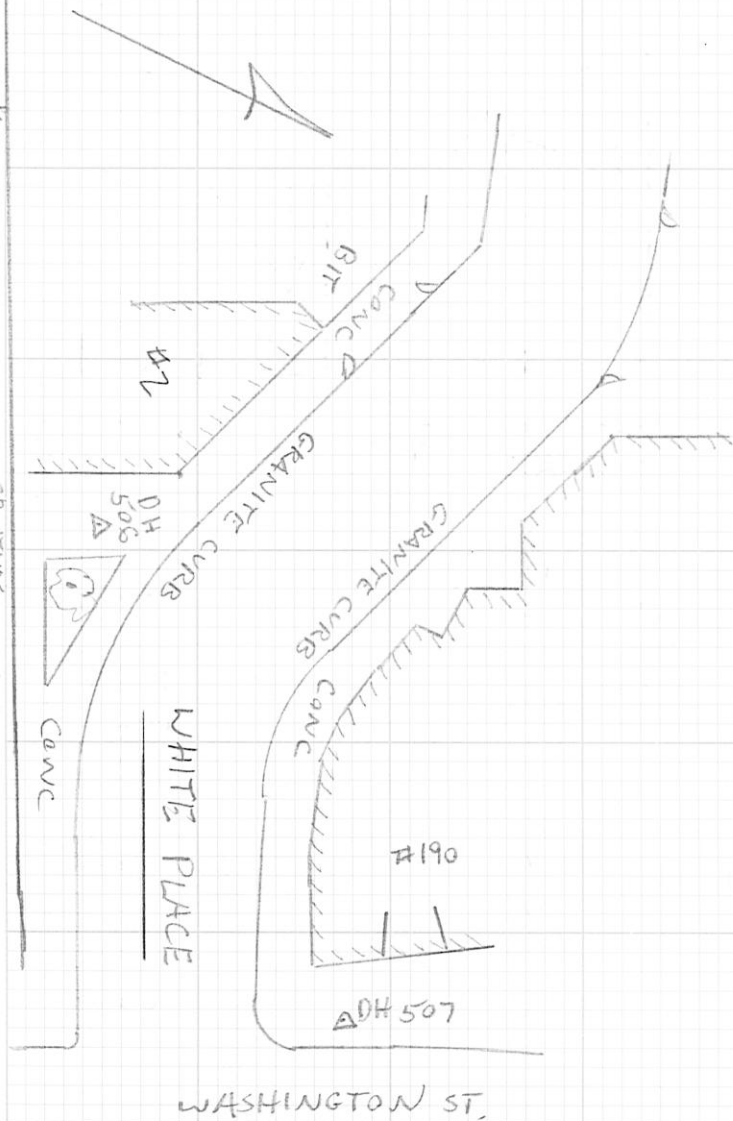 BIT
CONC
#2
GRANITE CURB
GRANITE CURB
DH
506
CONC
CONC
WHITE PLACE
#190
DH 507
WASHINGTON ST.